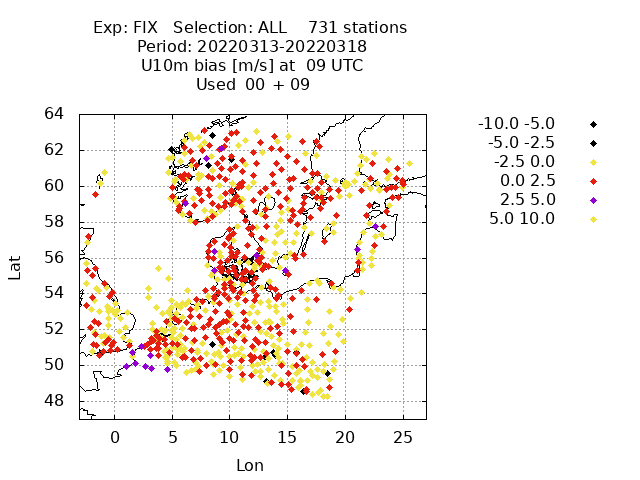 Exp: FIX   Selection: ALL    731 stations
Period: 20220313-20220318
U10m bias [m/s] at  09 UTC
Used  00 + 09
-10.0 -5.0
-5.0 -2.5
-2.5 0.0
0.0 2.5
2.5 5.0
5.0 10.0
64
62
60
58
56
54
52
50
48
Lat
0 5 10 15 20 25
Lon